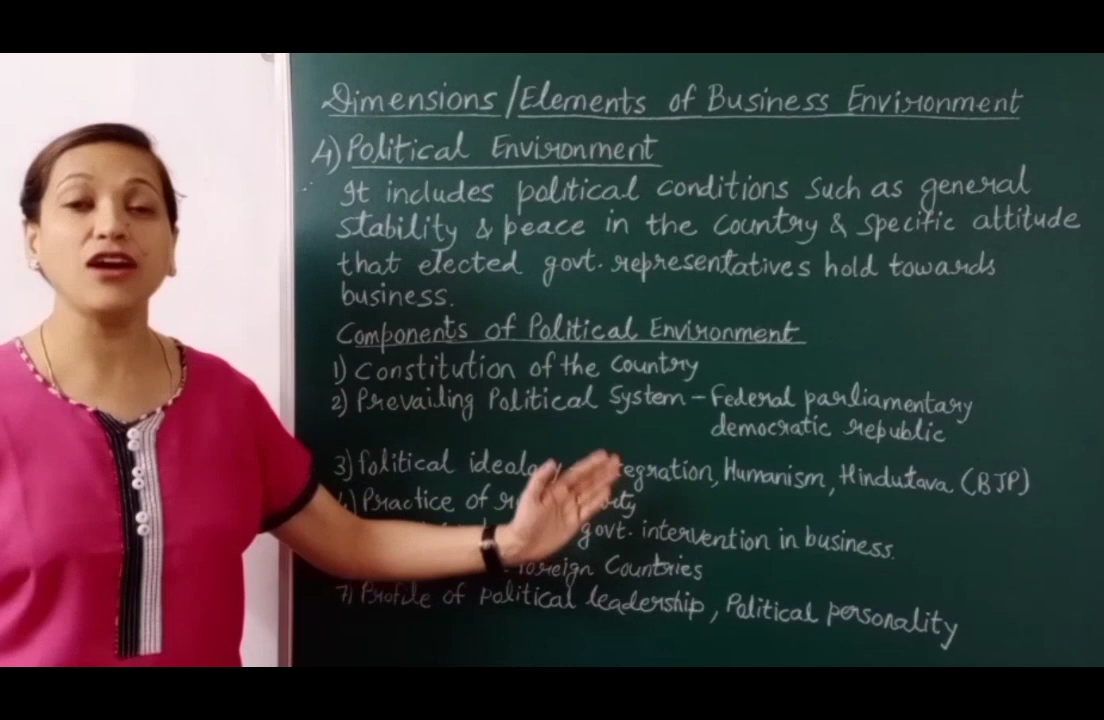 Dimensions/Elements of Business Environment
4) Political Environment
It includes political conditions such as general
stability & peace in the country & specific attitude
that elected govt. representatives hold towards
business.
Components of Political Environment
1) Constitution of the Country
2) Prevailing Political System - Federal parliamentary
democratic republic
3) Political Humanism, Hindutava (BJP)
4) Practice of
govt. intervention in business.
foreign Countries
7) Profile of political leadership, Political personality